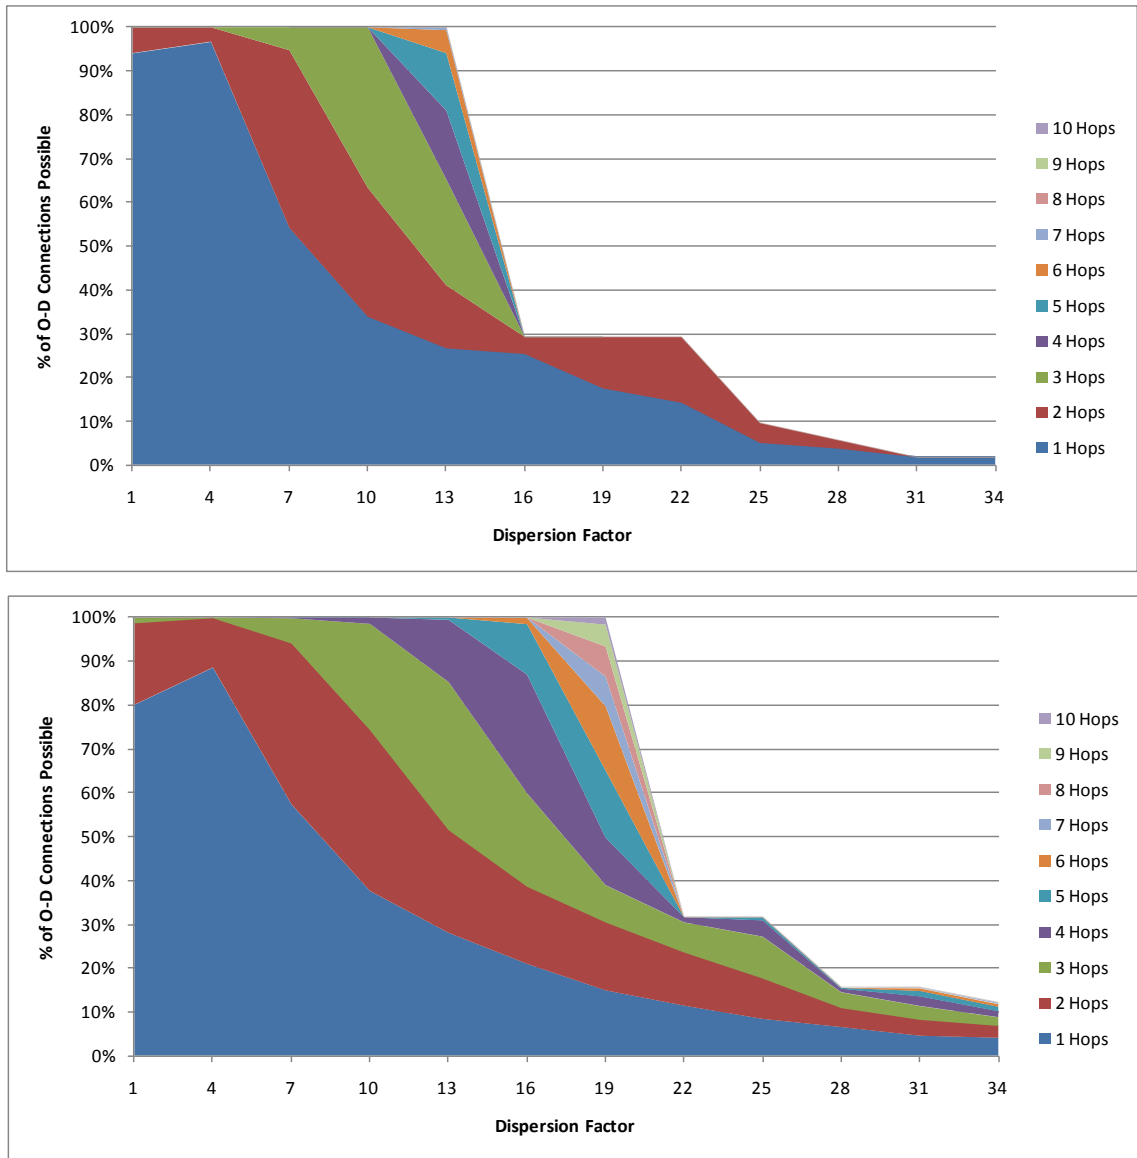 100%
90%
80%
70%
60%
50%
40%
30%
20%
10%
0%
% of O-D Connections Possible
1 4 7 10 13 16 19 22 25 28 31 34
Dispersion Factor
10 Hops
9 Hops
8 Hops
7 Hops
6 Hops
5 Hops
4 Hops
3 Hops
2 Hops
1 Hops
100%
90%
80%
70%
60%
50%
40%
30%
20%
10%
0%
% of O-D Connections Possible
1 4 7 10 13 16 19 22 25 28 31 34
Dispersion Factor
10 Hops
9 Hops
8 Hops
7 Hops
6 Hops
5 Hops
4 Hops
3 Hops
2 Hops
1 Hops